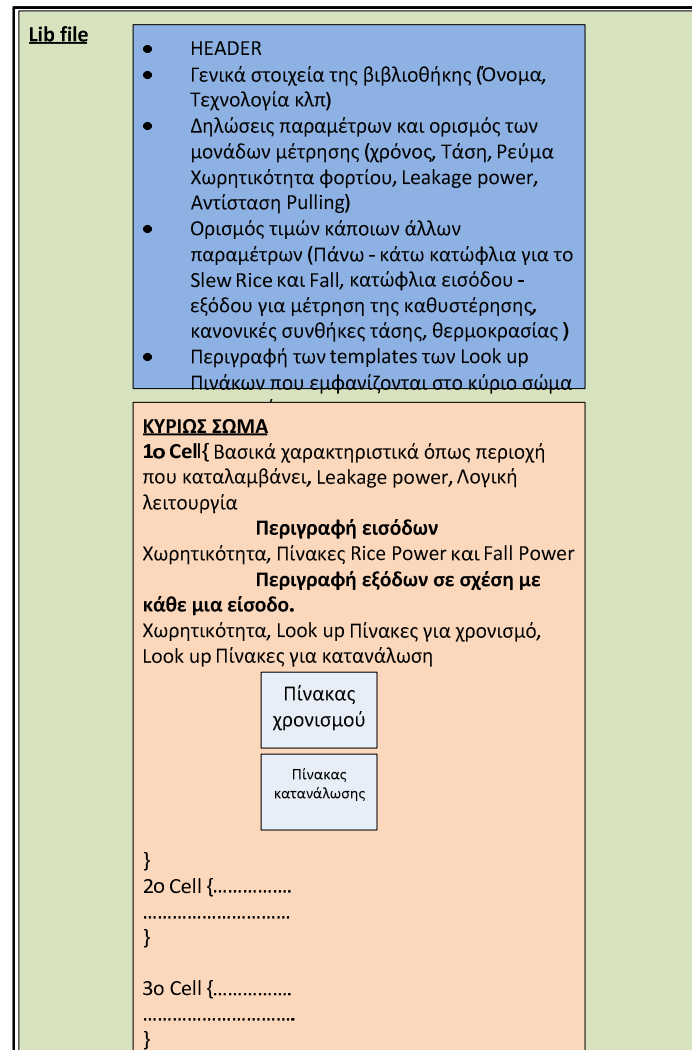 Lib file
• HEADER
• Γενικά στοιχεία της βιβλιοθήκης (Όνομα,
Τεχνολογία κλπ)
• Δηλώσεις παραμέτρων και ορισμός των
μονάδων μέτρησης (χρόνος, Τάση, Ρεύμα
Χωρητικότητα φορτίου, Leakage power,
Αντίσταση Pulling)
• Ορισμός τιμών κάποιων άλλων
παραμέτρων (Πάνω - κάτω κατώφλια για το
Slew Rice και Fall, κατώφλια εισόδου -
εξόδου για μέτρηση της καθυστέρησης,
κανονικές συνθήκες τάσης, θερμοκρασίας )
• Περιγραφή των templates των Look up
Πινάκων που εμφανίζονται στο κύριο σώμα
ΚΥΡΙΩΣ ΣΩΜΑ
1ο Cell{ Βασικά χαρακτηριστικά όπως περιοχή
που καταλαμβάνει, Leakage power, Λογική
λειτουργία
Περιγραφή εισόδων
Χωρητικότητα, Πίνακες Rice Power και Fall Power
Περιγραφή εξόδων σε σχέση με
κάθε μια είσοδο.
Χωρητικότητα, Look up Πίνακες για χρονισμό,
Look up Πίνακες για κατανάλωση
Πίνακας
χρονισμού
Πίνακας
κατανάλωσης
}
2ο Cell {................
..............................
}
3ο Cell {................
...............................
}